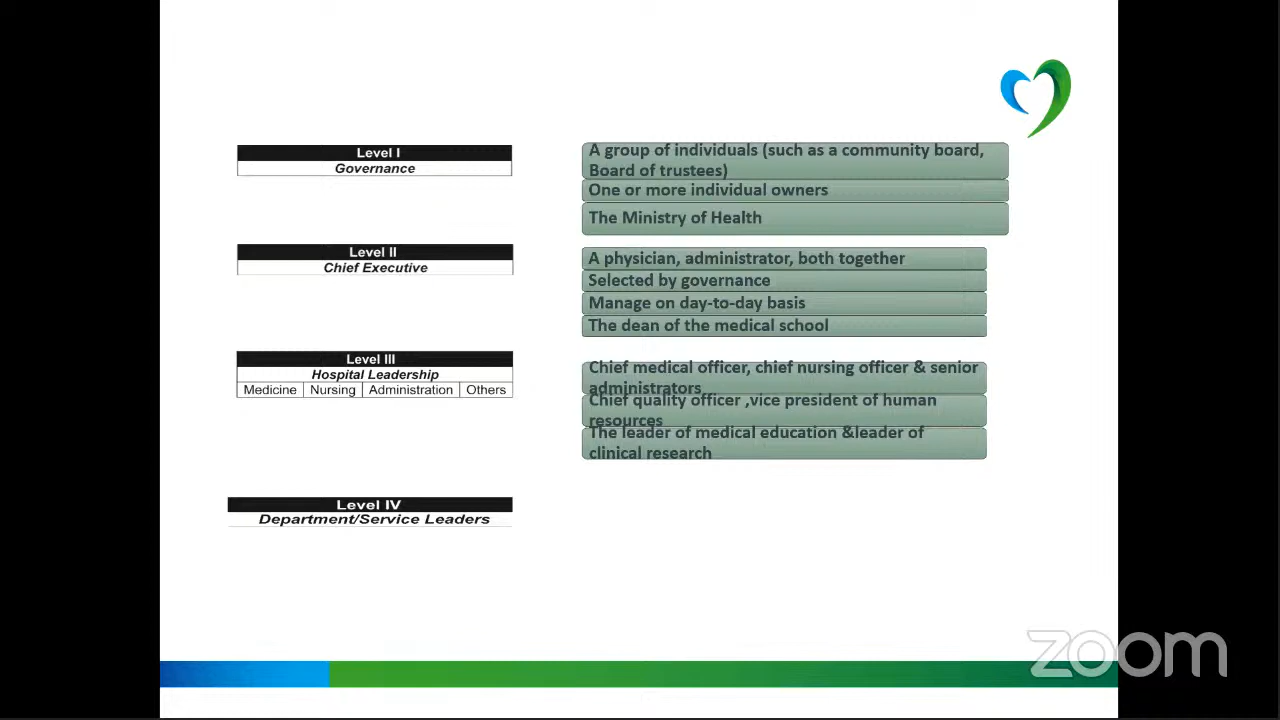 Level I
Governance
A group of individuals (such as a community board,
Board of trustees)
One or more individual owners
The Ministry of Health
Level II
Chief Executive
A physician, administrator, both together
Selected by governance
Manage on day-to-day basis
The dean of the medical school
Level III
Hospital Leadership
Medicine Nursing Administration Others
Chief medical officer, chief nursing officer & senior
administrators
Chief quality officer ,vice president of human
resources
The leader of medical education &leader of
clinical research
Level IV
Department/Service Leaders
zoom